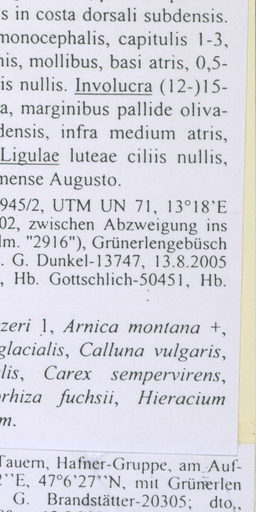 s in costa dorsali subdensis.
monocephalis, capitulis 1-3,
nis, mollibus, basi atris, 0,5-
is nullis. Involucra (12-)15-
a, marginibus pallide oliva-
densis, infra medium atris,
Ligulae luteae ciliis nullis,
mense Augusto.
945/2, UTM UN 71, 13°18'E
02, zwischen Abzweigung ins
lm. "2916"), Grünerlengebüsch
. G. Dunkel-13747, 13.8.2005
, Hb. Gottschlich-50451, Hb.
zeri 1, Arnica montana +,
glacialis, Calluna vulgaris,
lis, Carex sempervirens,
rhiza fuchsii, Hieracium
m.
Tauern, Hafner-Gruppe, am Auf-
2''E, 47°6'27''N, mit Grünerlen
G. Brandstätter-20305; dto.,